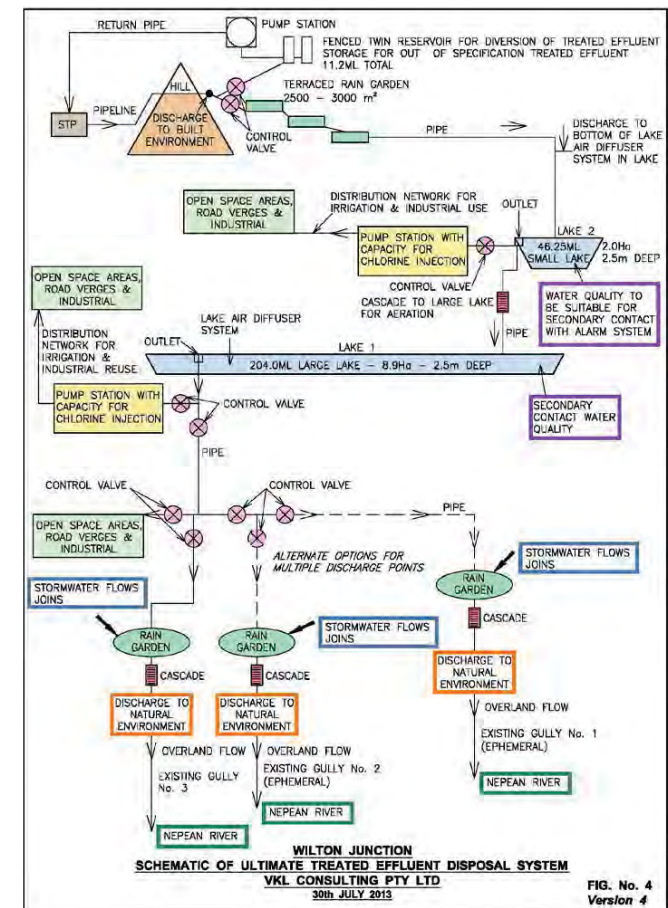 RETURN PIPE
PUMP STATION
FENCED TWIN RESERVOIR FOR DIVERSION OF TREATED EFFLUENT
STORAGE FOR OUT OF SPECIFICATION TREATED EFFLUENT
11.2ML TOTAL
HILL
TERRACED RAIN GARDEN
2500 - 3000 m²
STP
PIPELINE
DISCHARGE
TO BUILT
ENVIRONMENT
CONTROL
VALVE
PIPE
DISCHARGE TO
BOTTOM OF LAKE
AIR DIFFUSER
SYSTEM IN LAKE
OPEN SPACE AREAS,
ROAD VERGES &
INDUSTRIAL
DISTRIBUTION NETWORK FOR
IRRIGATION & INDUSTRIAL USE
OUTLET
LAKE 2
PUMP STATION WITH
CAPACITY FOR
CHLORINE INJECTION
46.25ML
SMALL LAKE
2.0Ha
2.5m DEEP
CONTROL VALVE
CASCADE TO LARGE LAKE
FOR AERATION
WATER QUALITY TO
BE SUITABLE FOR
SECONDARY CONTACT
WITH ALARM SYSTEM
OPEN SPACE AREAS,
ROAD VERGES &
INDUSTRIAL
LAKE AIR DIFFUSER
SYSTEM
PIPE
DISTRIBUTION
NETWORK FOR
IRRIGATION &
INDUSTRIAL REUSE
OUTLET
LAKE 1
204.0ML LARGE LAKE - 8.9Ha - 2.5m DEEP
PUMP STATION WITH
CAPACITY FOR
CHLORINE INJECTION
CONTROL VALVE
SECONDARY
CONTACT WATER
QUALITY
PIPE
CONTROL VALVE
CONTROL VALVE
PIPE
OPEN SPACE AREAS,
ROAD VERGES &
INDUSTRIAL
ALTERNATE OPTIONS FOR
MULTIPLE DISCHARGE POINTS
STORMWATER FLOWS
JOINS
STORMWATER FLOWS
JOINS
RAIN
GARDEN
STORMWATER FLOWS
JOINS
CASCADE
RAIN
GARDEN
RAIN
GARDEN
CASCADE
CASCADE
DISCHARGE TO
NATURAL
ENVIRONMENT
DISCHARGE TO
NATURAL
ENVIRONMENT
DISCHARGE TO
NATURAL
ENVIRONMENT
OVERLAND FLOW
EXISTING GULLY No. 1
(EPHEMERAL)
OVERLAND FLOW
EXISTING GULLY
No. 3
OVERLAND FLOW
EXISTING GULLY No. 2
(EPHEMERAL)
NEPEAN RIVER
NEPEAN RIVER
NEPEAN RIVER
WILTON JUNCTION
SCHEMATIC OF ULTIMATE TREATED EFFLUENT DISPOSAL SYSTEM
VKL CONSULTING PTY LTD
30th JULY 2013
FIG. No. 4
Version 4